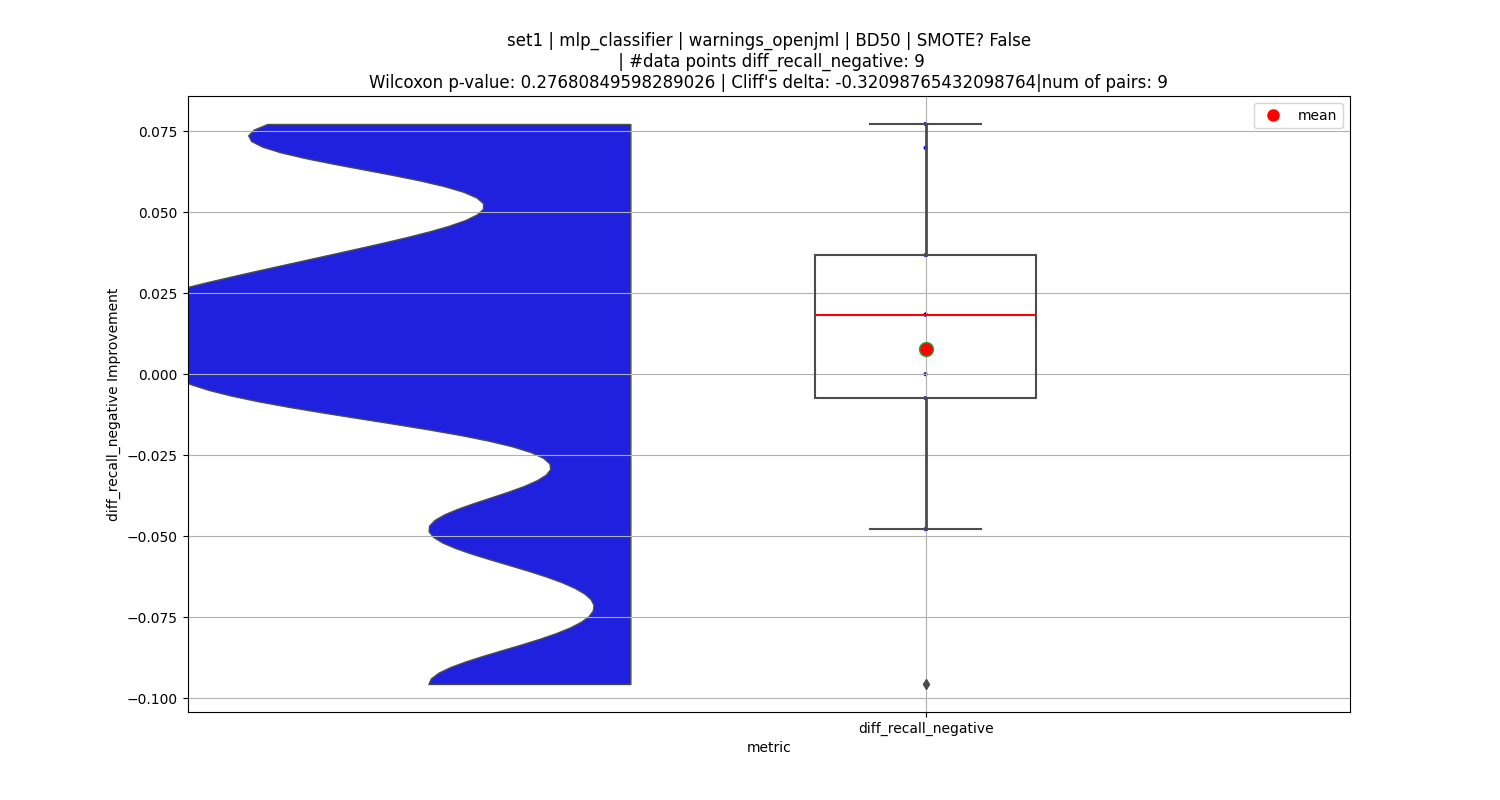 set1 | mlp_classifier | warnings_openjml | BD50 | SMOTE? False
| #data points diff_recall_negative: 9
Wilcoxon p-value: 0.27680849598289026 | Cliff's delta: -0.32098765432098764|num of pairs: 9
mean
diff_recall_negative Improvement
0.075
0.050
0.025
0.000
−0.025
−0.050
−0.075
−0.100
diff_recall_negative
metric